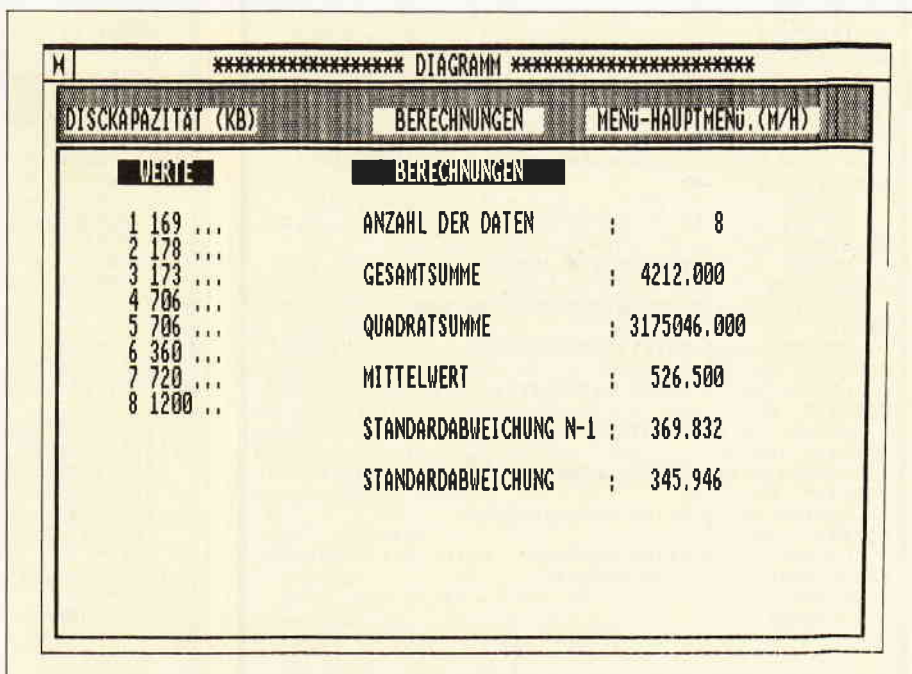 ****************** DIAGRAMM ***********************
DISCKAPAZITÄT (KB) BERECHNUNGEN MENÜ-HAUPTMENÜ.(M/H)
WERTE BERECHNUNGEN
1 169 ...
2 178 ...
3 173 ...
4 706 ...
5 706 ...
6 360 ...
7 720 ...
8 1200 ..
ANZAHL DER DATEN : 8
GESAMTSUMME : 4212.000
QUADRATSUMME : 3175046.000
MITTELWERT : 526.500
STANDARDABWEICHUNG N-1 : 369.832
STANDARDABWEICHUNG : 345.946